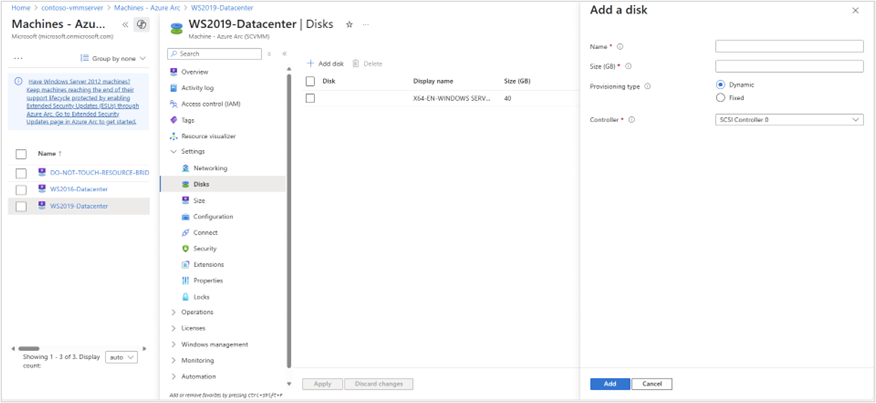 Home > contoso-vmmserver > Machines - Azure Arc > WS2019-Datacenter
Machines - Azu...
Microsoft (microsoft.onmicrosoft.com)
Group by none
Have Windows Server 2012 machines?
Keep machines reaching the end of their
support lifecycle protected by enabling
Extended Security Updates (ESUs) through
Azure Arc. Go to Extended Security
Updates page in Azure Arc to get started.
Name ↑
DO-NOT-TOUCH-RESOURCE-BRID
WS2016-Datacenter
WS2019-Datacenter
Showing 1 - 3 of 3. Display
count:
auto
WS2019-Datacenter | Disks
Machine - Azure Arc (SCVMM)
Search
Overview
Activity log
Access control (IAM)
Tags
Resource visualizer
Settings
Networking
Disks
Size
Configuration
Connect
Security
Extensions
Properties
Locks
Operations
Licenses
Windows management
Monitoring
Automation
Add or remove favorites by pressing Ctrl+Shift+F
Add disk
Delete
Disk Display name Size (GB)
X64-EN-WINDOWS SERV... 40
Apply
Discard changes
Add a disk
Name *
Size (GB) *
Provisioning type
Dynamic
Fixed
Controller *
SCSI Controller 0
Add
Cancel